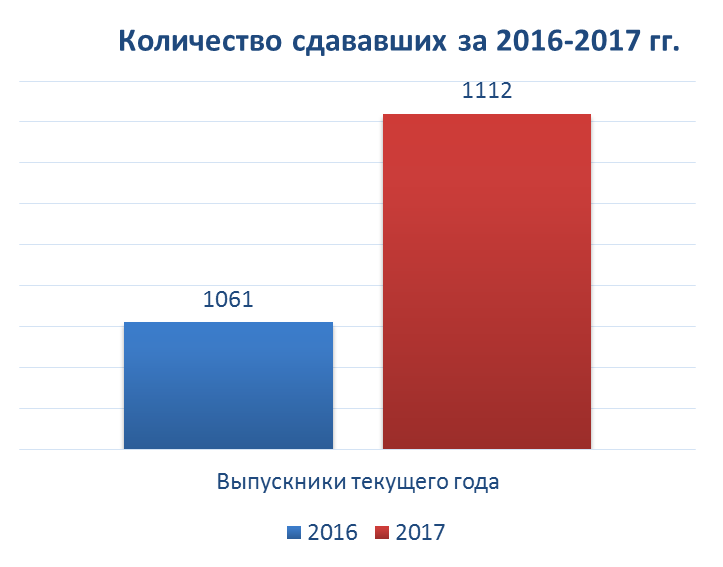 Количество сдававших за 2016-2017 гг.
1112
1061
Выпускники текущего года
2016 2017